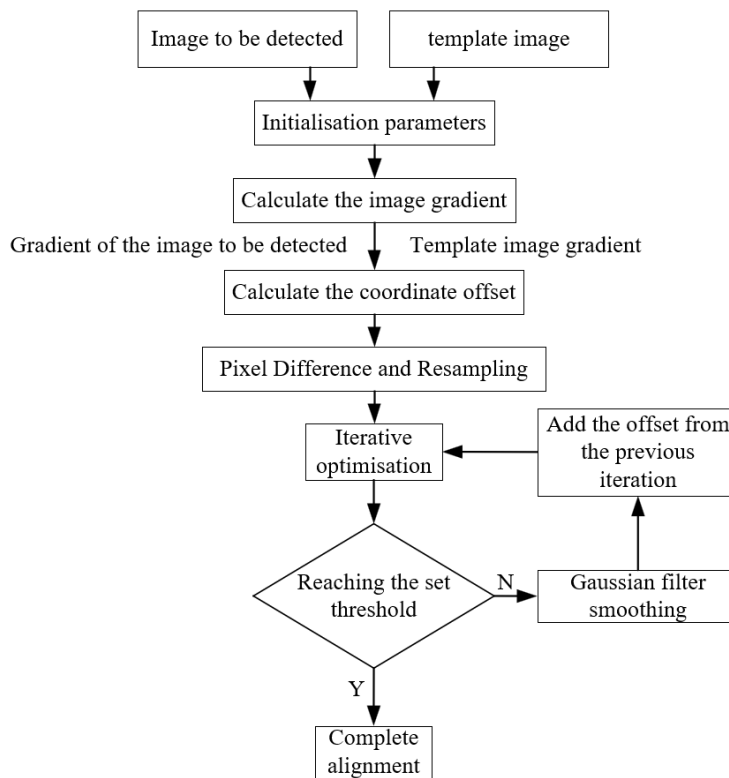 Image to be detected
template image
Initialisation parameters
Calculate the image gradient
Gradient of the image to be detected
Template image gradient
Calculate the coordinate offset
Pixel Difference and Resampling
Iterative
optimisation
Add the offset from
the previous
iteration
Reaching the set
threshold
N
Gaussian filter
smoothing
Y
Complete
alignment